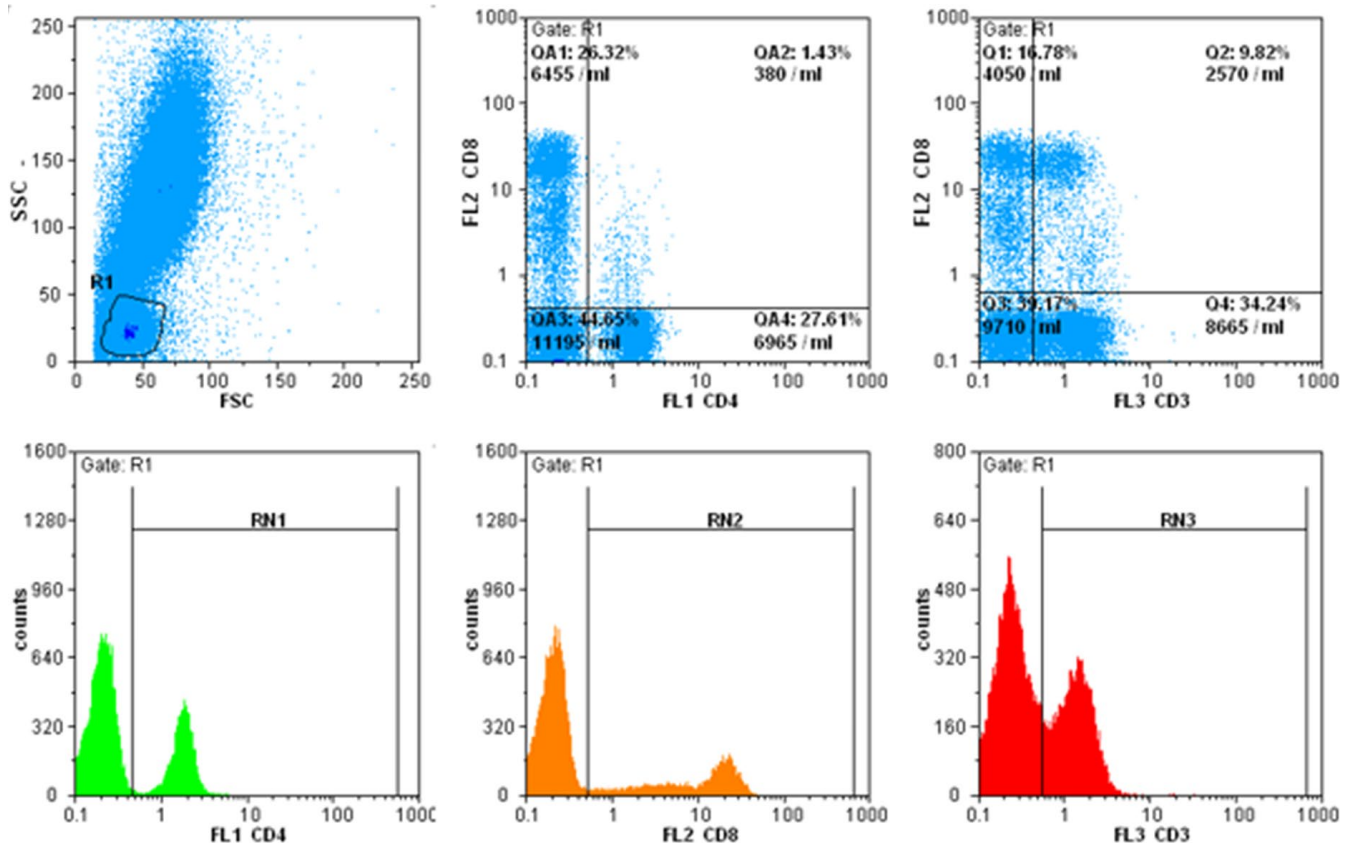 250
200
150
100
50
0
SSC
R1
0 50 100 150 200 250
FSC
1000
100
10
1
0.1
FL2 CD8
Gate: R1
QA1: 26.32% QA2: 1.43%
6455 / ml 380 / ml
QA3: 44.65% QA4: 27.61%
11195 / ml 6965 / ml
0.1 1 10 100 1000
FL1 CD4
1000
100
10
1
0.1
FL2 CD8
Gate: R1
Q1: 16.78% Q2: 9.82%
4050 / ml 2570 / ml
Q3: 39.17% Q4: 34.24%
9710 / ml 8665 / ml
0.1 1 10 100 1000
FL3 CD3
1600
1280
960
640
320
0
counts
Gate: R1
RN1
0.1 1 10 100 1000
FL1 CD4
1600
1280
960
640
320
0
counts
Gate: R1
RN2
0.1 1 10 100 1000
FL2 CD8
800
640
480
320
160
0
counts
Gate: R1
RN3
0.1 1 10 100 1000
FL3 CD3